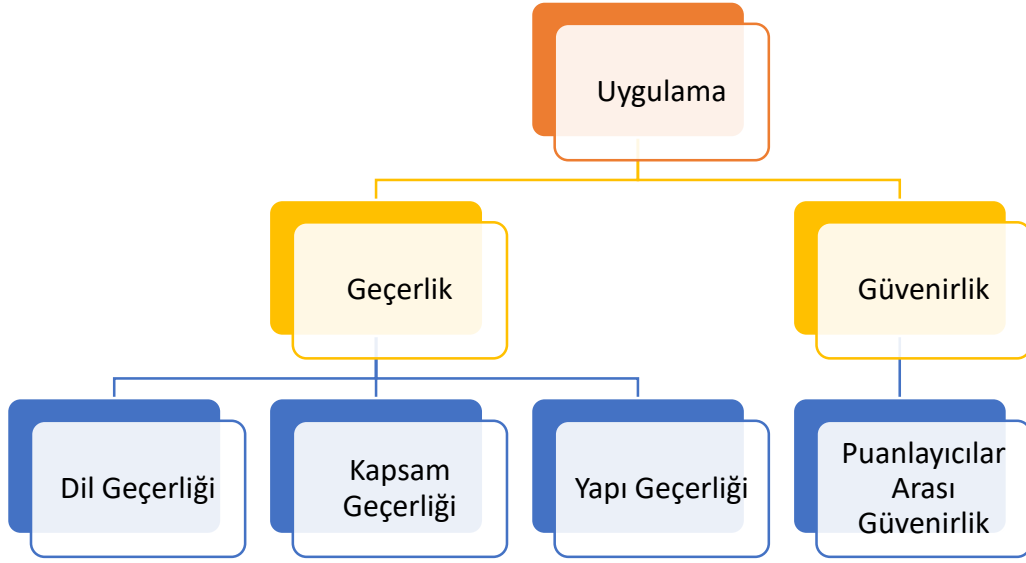 Uygulama
Geçerlik
Güvenirlik
Dil Geçerliği
Kapsam
Geçerliği
Yapı Geçerliği
Puanlayıcılar
Arası
Güvenirlik